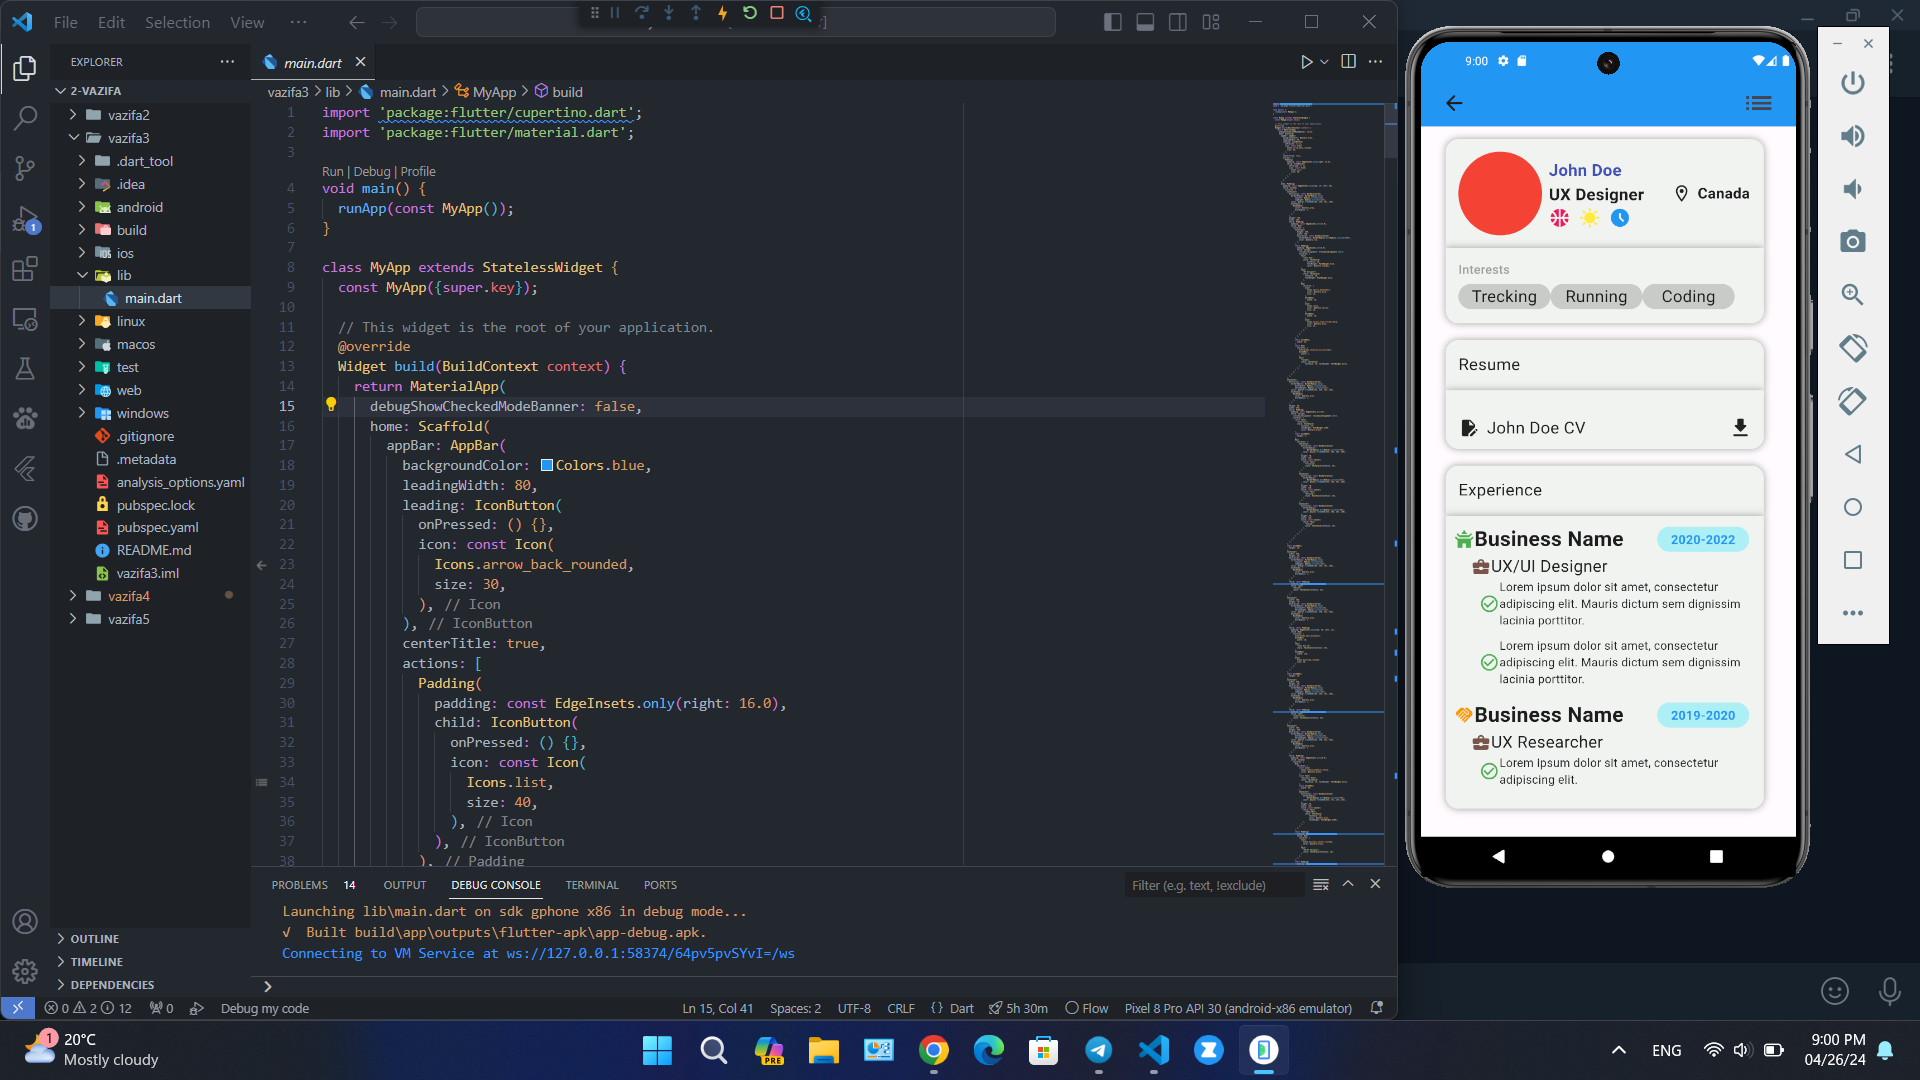 File Edit Selection View ···
EXPLORER
2-VAZIFA
vazifa2
vazifa3
.dart_tool
.idea
android
build
ios
lib
main.dart
linux
macos
test
web
windows
.gitignore
.metadata
analysis_options.yaml
pubspec.lock
pubspec.yaml
README.md
vazifa3.iml
vazifa4
vazifa5
OUTLINE
TIMELINE
DEPENDENCIES
main.dart
vazifa3 > lib > main.dart > MyApp > build
1 import 'package:flutter/cupertino.dart';
2 import 'package:flutter/material.dart';
3
Run | Debug | Profile
4 void main() {
5 runApp(const MyApp());
6 }
7
8 class MyApp extends StatelessWidget {
9 const MyApp({super.key});
10
11 // This widget is the root of your application.
12 @override
13 Widget build(BuildContext context) {
14 return MaterialApp(
15 debugShowCheckedModeBanner: false,
16 home: Scaffold(
17 appBar: AppBar(
18 backgroundColor: Colors.blue,
19 leadingWidth: 80,
20 leading: IconButton(
21 onPressed: () {},
22 icon: const Icon(
23 Icons.arrow_back_rounded,
24 size: 30,
25 ), // Icon
26 ), // IconButton
27 centerTitle: true,
28 actions: [
29 Padding(
30 padding: const EdgeInsets.only(right: 16.0),
31 child: IconButton(
32 onPressed: () {},
33 icon: const Icon(
34 Icons.list,
35 size: 40,
36 ), // Icon
37 ), // IconButton
38 ), // Padding
PROBLEMS 14 OUTPUT DEBUG CONSOLE TERMINAL PORTS
Filter (e.g. text, !exclude)
Launching lib\main.dart on sdk gphone x86 in debug mode...
√ Built build\app\outputs\flutter-apk\app-debug.apk.
Connecting to VM Service at ws://127.0.0.1:58374/64pv5pvSYvI=/ws
0 2 12 0 Debug my code
Ln 15, Col 41 Spaces: 2 UTF-8 CRLF {} Dart 5h 30m Flow Pixel 8 Pro API 30 (android-x86 emulator)
1
9:00
John Doe
UX Designer
Canada
Interests
Trecking Running Coding
Resume
John Doe CV
Experience
Business Name 2020-2022
UX/UI Designer
Lorem ipsum dolor sit amet, consectetur
adipiscing elit. Mauris dictum sem dignissim
lacinia porttitor.
Lorem ipsum dolor sit amet, consectetur
adipiscing elit. Mauris dictum sem dignissim
lacinia porttitor.
Business Name 2019-2020
UX Researcher
Lorem ipsum dolor sit amet, consectetur
adipiscing elit.
1
20°C
Mostly cloudy
PRE
ENG
9:00 PM
04/26/24